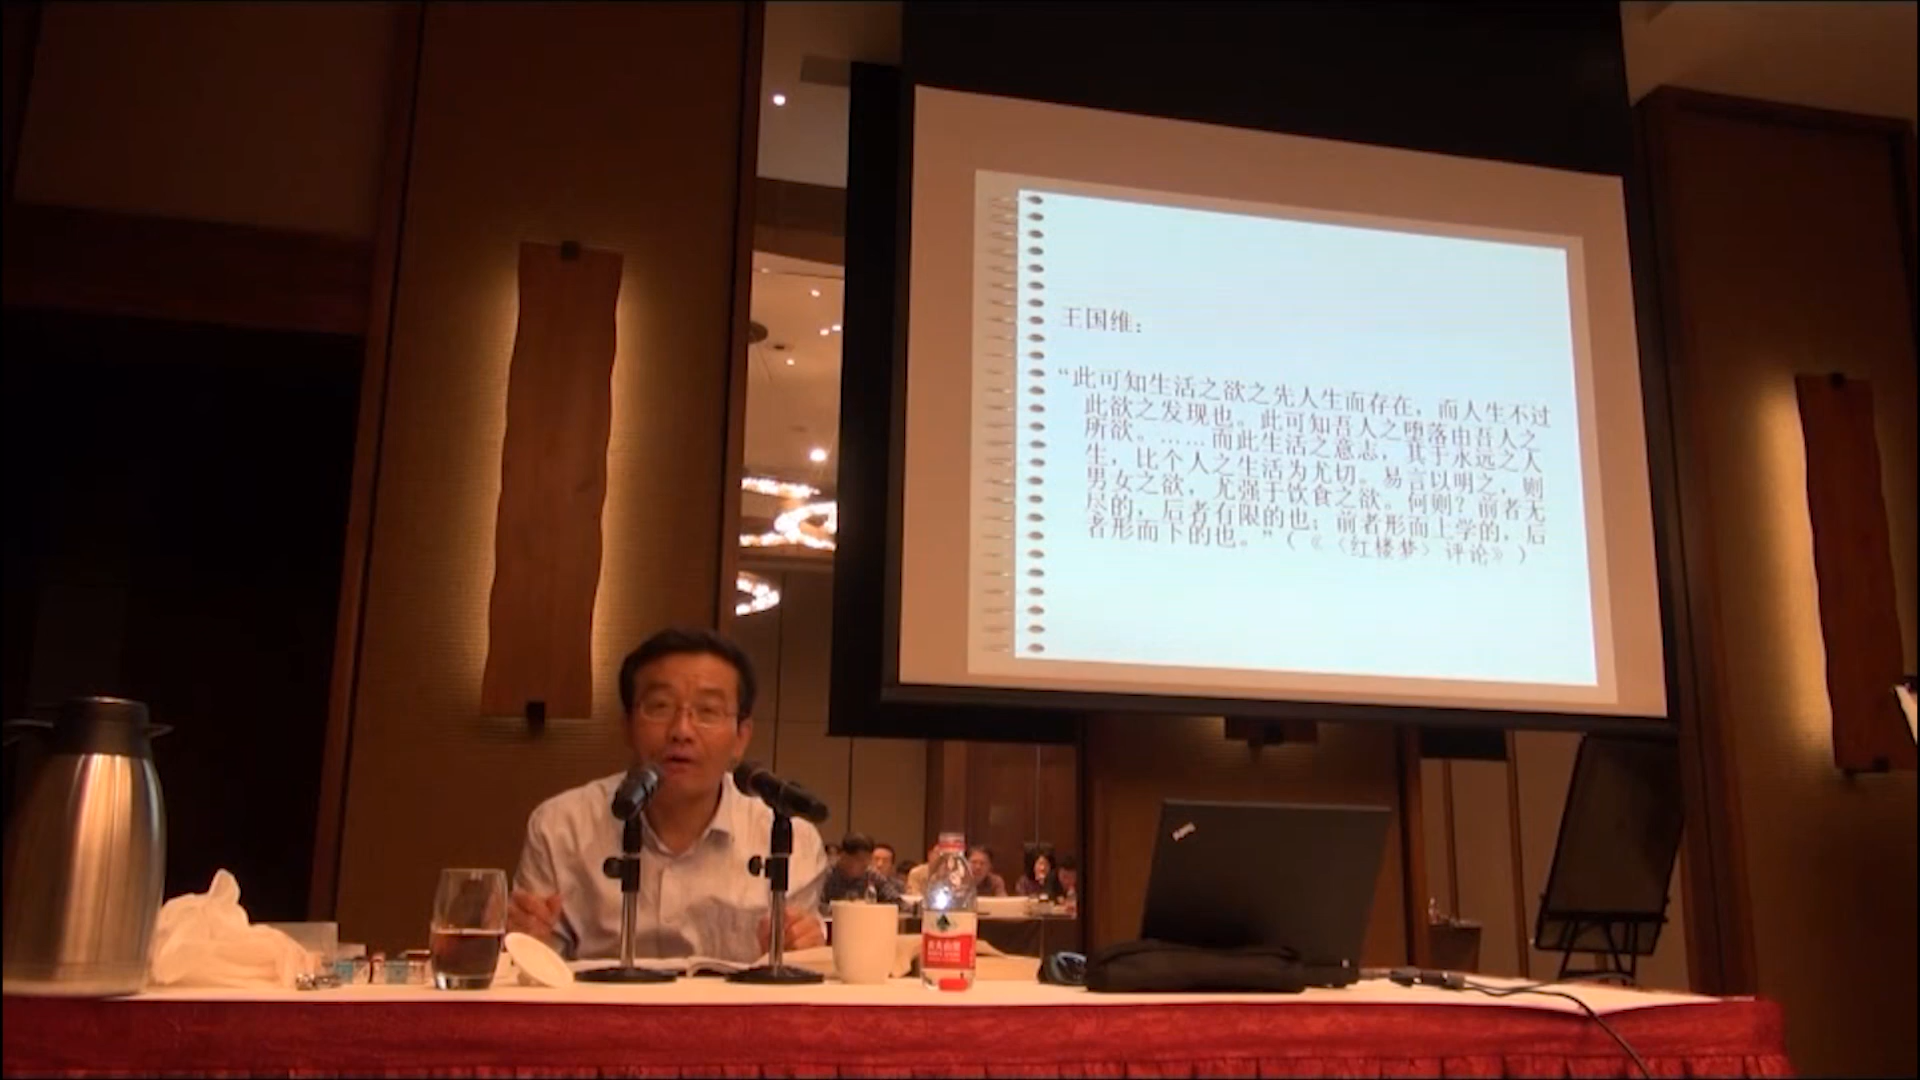 王国维：
“此可知生活之欲之先人生而存在，而人生不过
此欲之发现也。此可知吾人之堕落由吾人之
所欲。……而此生活之意志，其于永远之人
生，比个人之生活为尤切。易言以明之，则
男女之欲，尤强于饮食之欲。何则？前者无
尽的，后者有限的也；前者形而上学的，后
者形而下的也。”（《〈红楼梦〉评论》）
农夫山泉